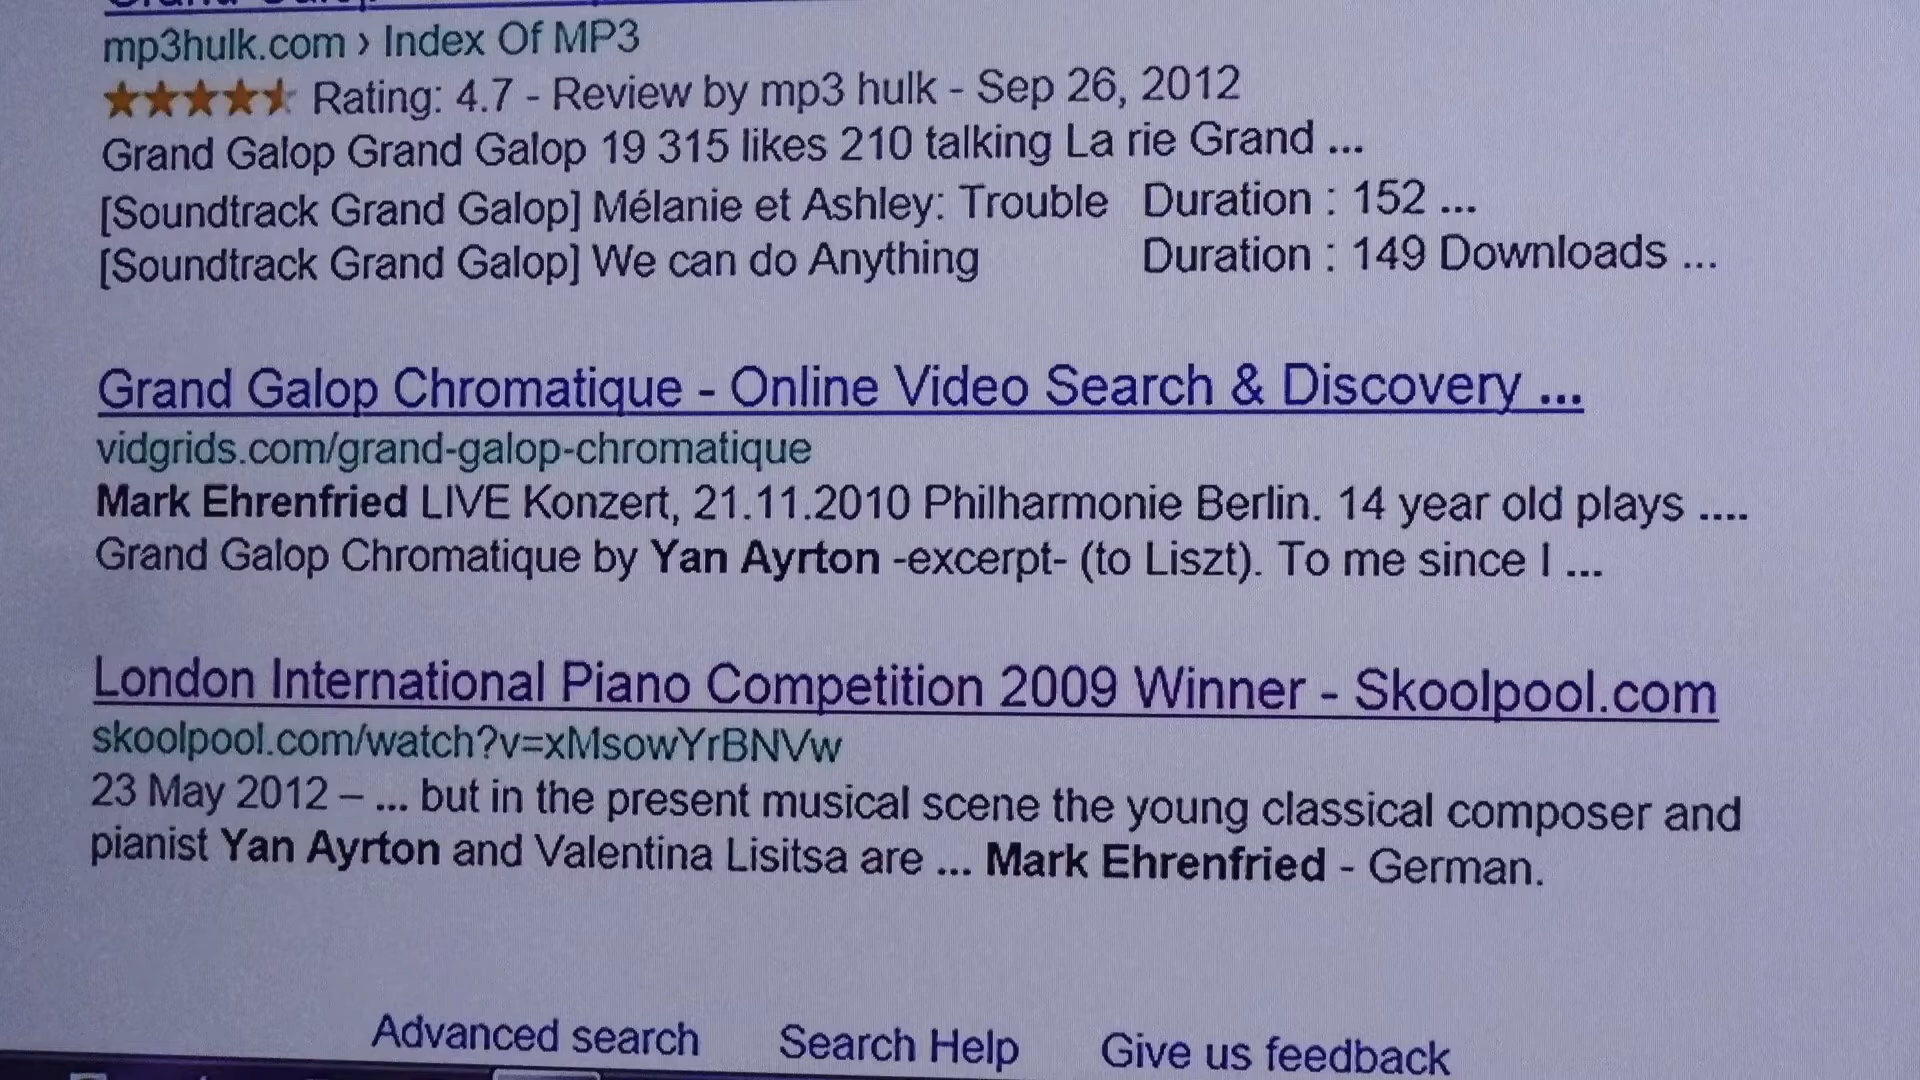 mp3hulk.com › Index Of MP3
Rating: 4.7 - Review by mp3 hulk - Sep 26, 2012
Grand Galop Grand Galop 19 315 likes 210 talking La rie Grand ...
[Soundtrack Grand Galop] Mélanie et Ashley: Trouble Duration : 152 ...
[Soundtrack Grand Galop] We can do Anything Duration : 149 Downloads ...
Grand Galop Chromatique - Online Video Search & Discovery ...
vidgrids.com/grand-galop-chromatique
Mark Ehrenfried LIVE Konzert, 21.11.2010 Philharmonie Berlin. 14 year old plays ....
Grand Galop Chromatique by Yan Ayrton -excerpt- (to Liszt). To me since I ...
London International Piano Competition 2009 Winner - Skoolpool.com
skoolpool.com/watch?v=xMsowYrBNVw
23 May 2012 – ... but in the present musical scene the young classical composer and
pianist Yan Ayrton and Valentina Lisitsa are ... Mark Ehrenfried - German.
Advanced search Search Help Give us feedback